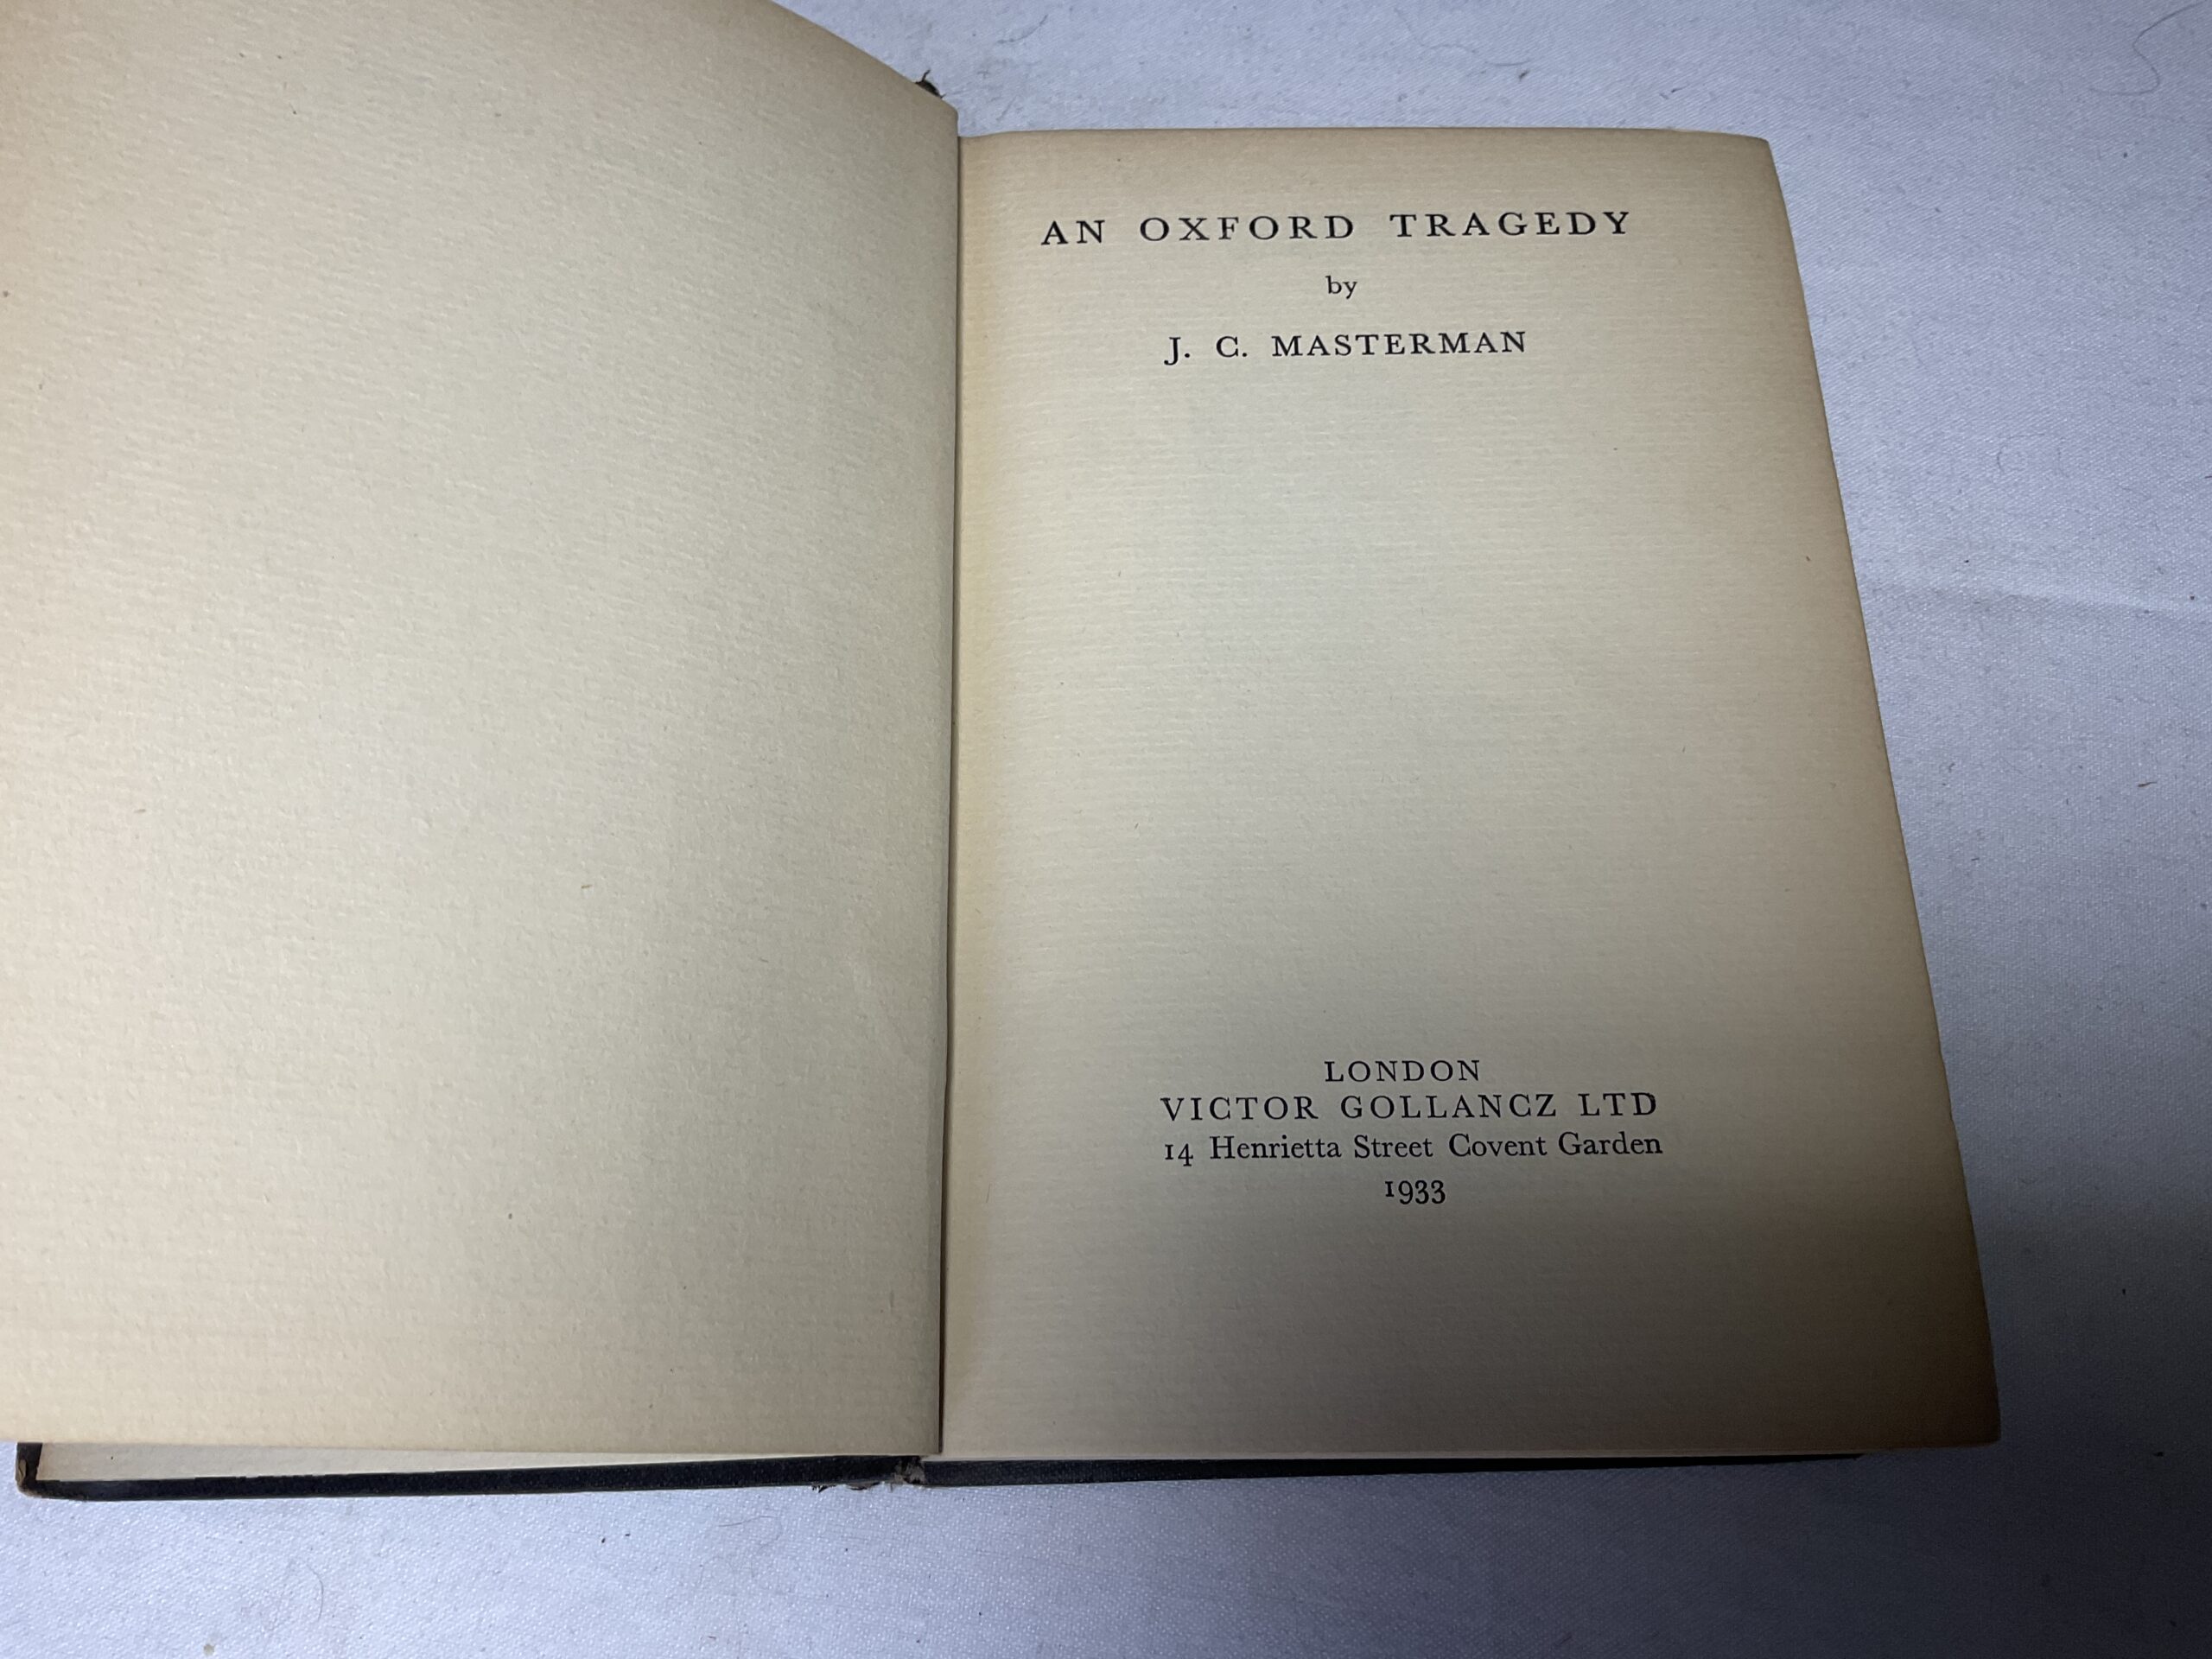 AN OXFORD TRAGEDY
by
J. C. MASTERMAN
LONDON
VICTOR GOLLANCZ LTD
14 Henrietta Street Covent Garden
1933